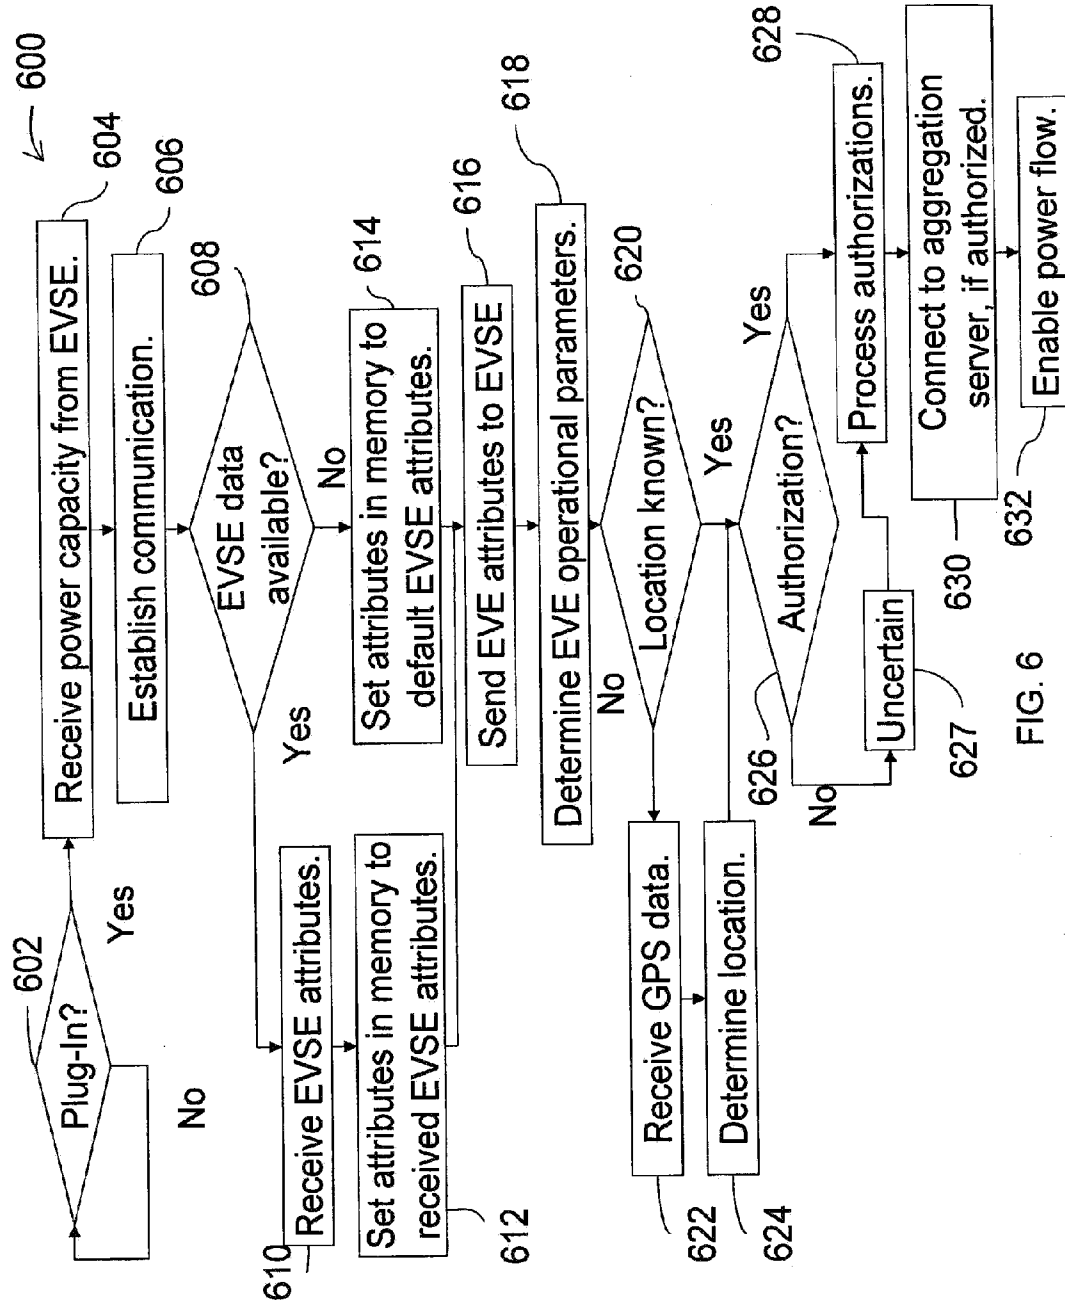 600
602
Plug-In?
Yes
No
Receive power capacity from EVSE.
604
Establish communication.
606
EVSE data
available?
608
Yes
No
610
Receive EVSE attributes.
Set attributes in memory to
received EVSE attributes.
612
Set attributes in memory to
default EVSE attributes.
614
Send EVE attributes to EVSE
616
Determine EVE operational parameters.
618
Location known?
620
No
Yes
Receive GPS data.
622
Determine location.
624
Authorization?
626
Yes
No
Uncertain
627
Process authorizations.
628
Connect to aggregation
server, if authorized.
630
Enable power flow.
632
FIG. 6